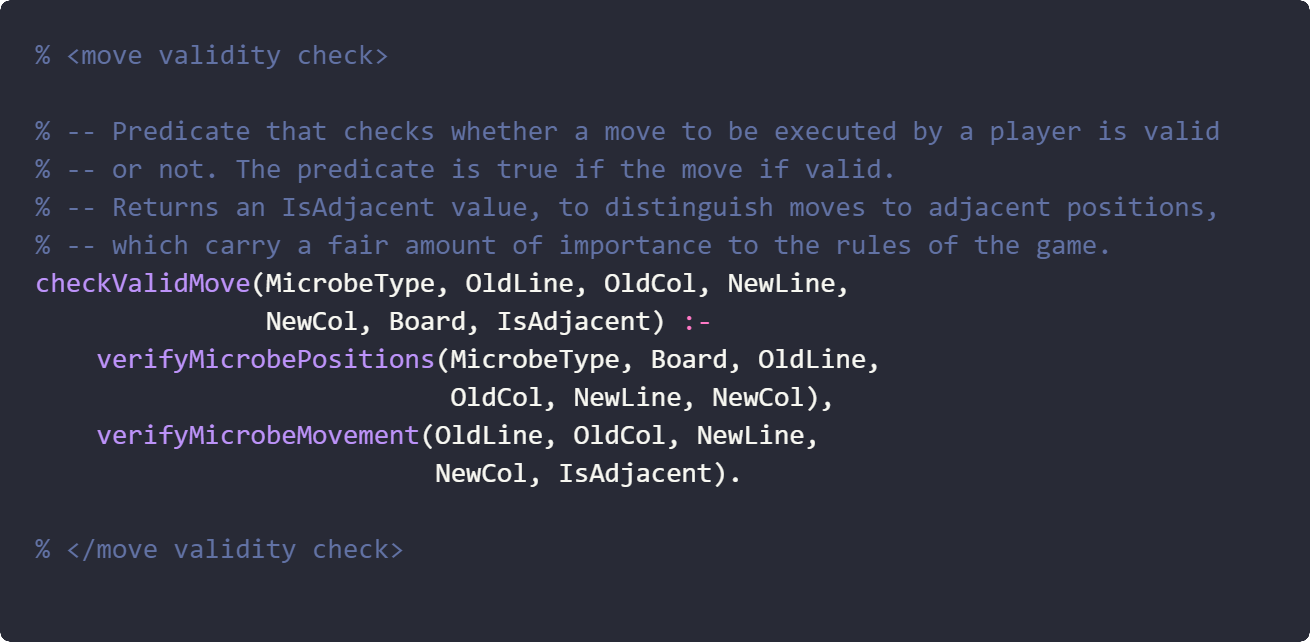 % <move validity check>
% -- Predicate that checks whether a move to be executed by a player is valid
% -- or not. The predicate is true if the move if valid.
% -- Returns an IsAdjacent value, to distinguish moves to adjacent positions,
% -- which carry a fair amount of importance to the rules of the game.
checkValidMove(MicrobeType, OldLine, OldCol, NewLine,
               NewCol, Board, IsAdjacent) :-
    verifyMicrobePositions(MicrobeType, Board, OldLine,
                           OldCol, NewLine, NewCol),
    verifyMicrobeMovement(OldLine, OldCol, NewLine,
                          NewCol, IsAdjacent).
% </move validity check>